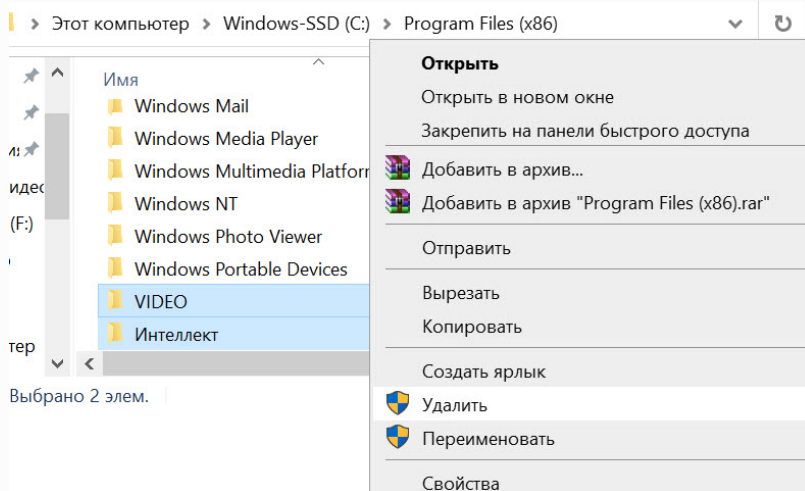 Этот компьютер > Windows-SSD (C:) > Program Files (x86)
Имя
Windows Mail
Windows Media Player
Windows Multimedia Platfor
Windows NT
(F:)
Windows Photo Viewer
Windows Portable Devices
VIDEO
Интеллект
тер
Выбрано 2 элем.
Открыть
Открыть в новом окне
Закрепить на панели быстрого доступа
Добавить в архив...
Добавить в архив "Program Files (x86).rar"
Отправить
Вырезать
Копировать
Создать ярлык
Удалить
Переименовать
Свойства